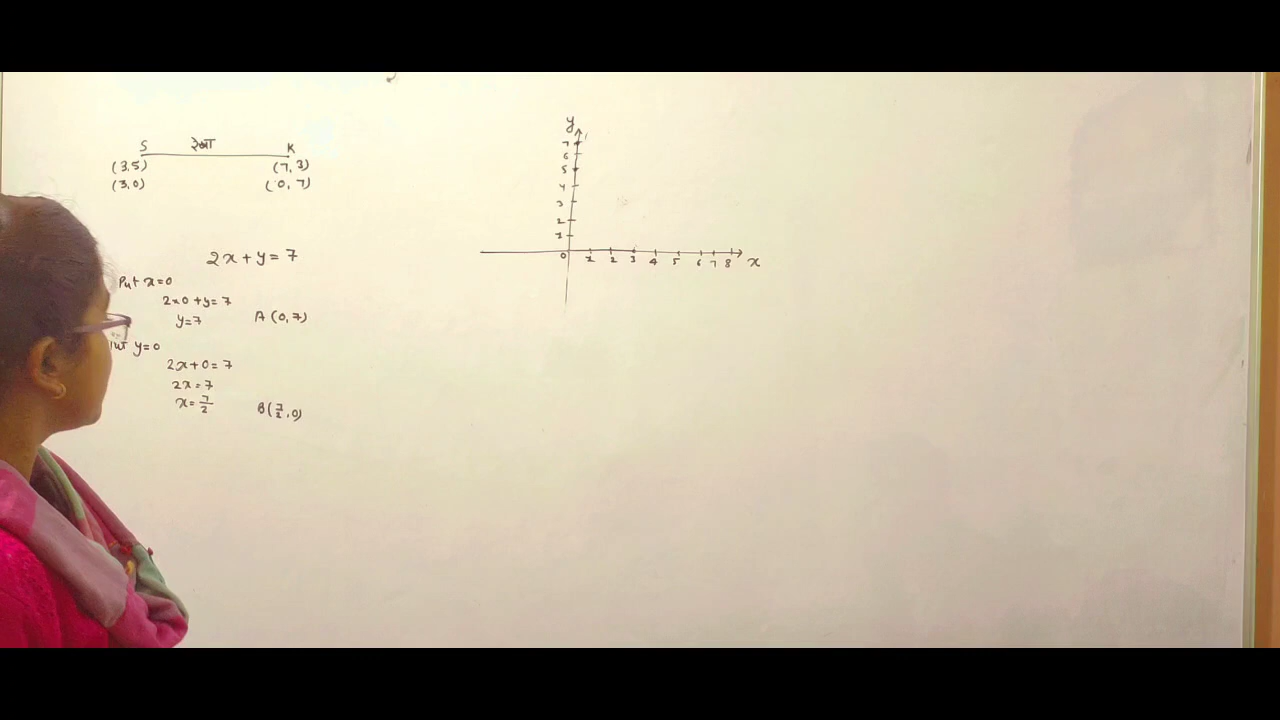 S रेखा K
(3,5) (7, 3)
(3,0) (0, 7)
2x + y = 7
Put x=0
2×0 + y = 7
y=7 A (0, 7)
Put y=0
2x + 0 = 7
2x = 7
x = 7/2 B (7/2, 0)
y
7
6
5
4
3
2
1
0 1 2 3 4 5 6 7 8 x